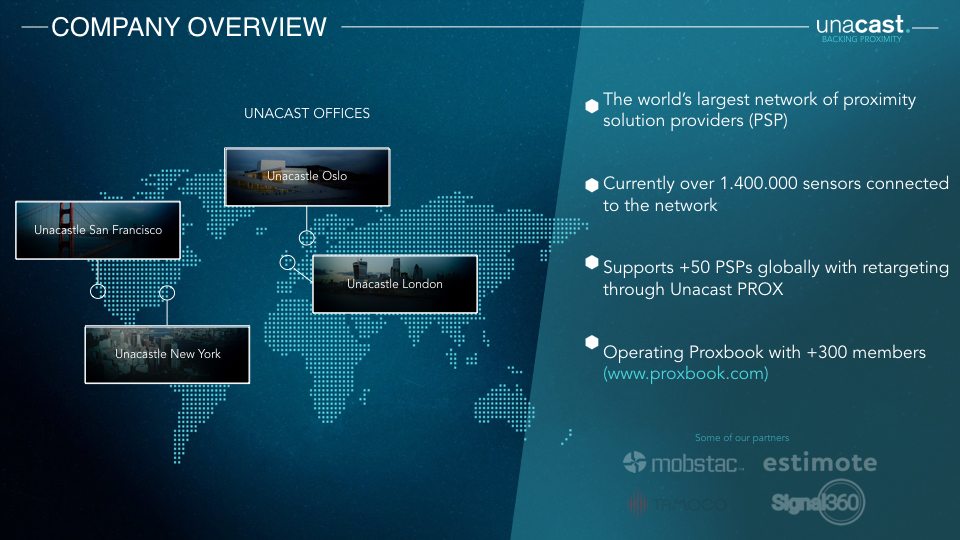 COMPANY OVERVIEW
unacast.
BACKING PROXIMITY
UNACAST OFFICES
Unacastle Oslo
Unacastle San Francisco
Unacastle London
Unacastle New York
The world's largest network of proximity
solution providers (PSP)
Currently over 1.400.000 sensors connected
to the network
Supports +50 PSPs globally with retargeting
through Unacast PROX
Operating Proxbook with +300 members
(www.proxbook.com)
Some of our partners
mobstac
estimote
TAMOCO
Signal360